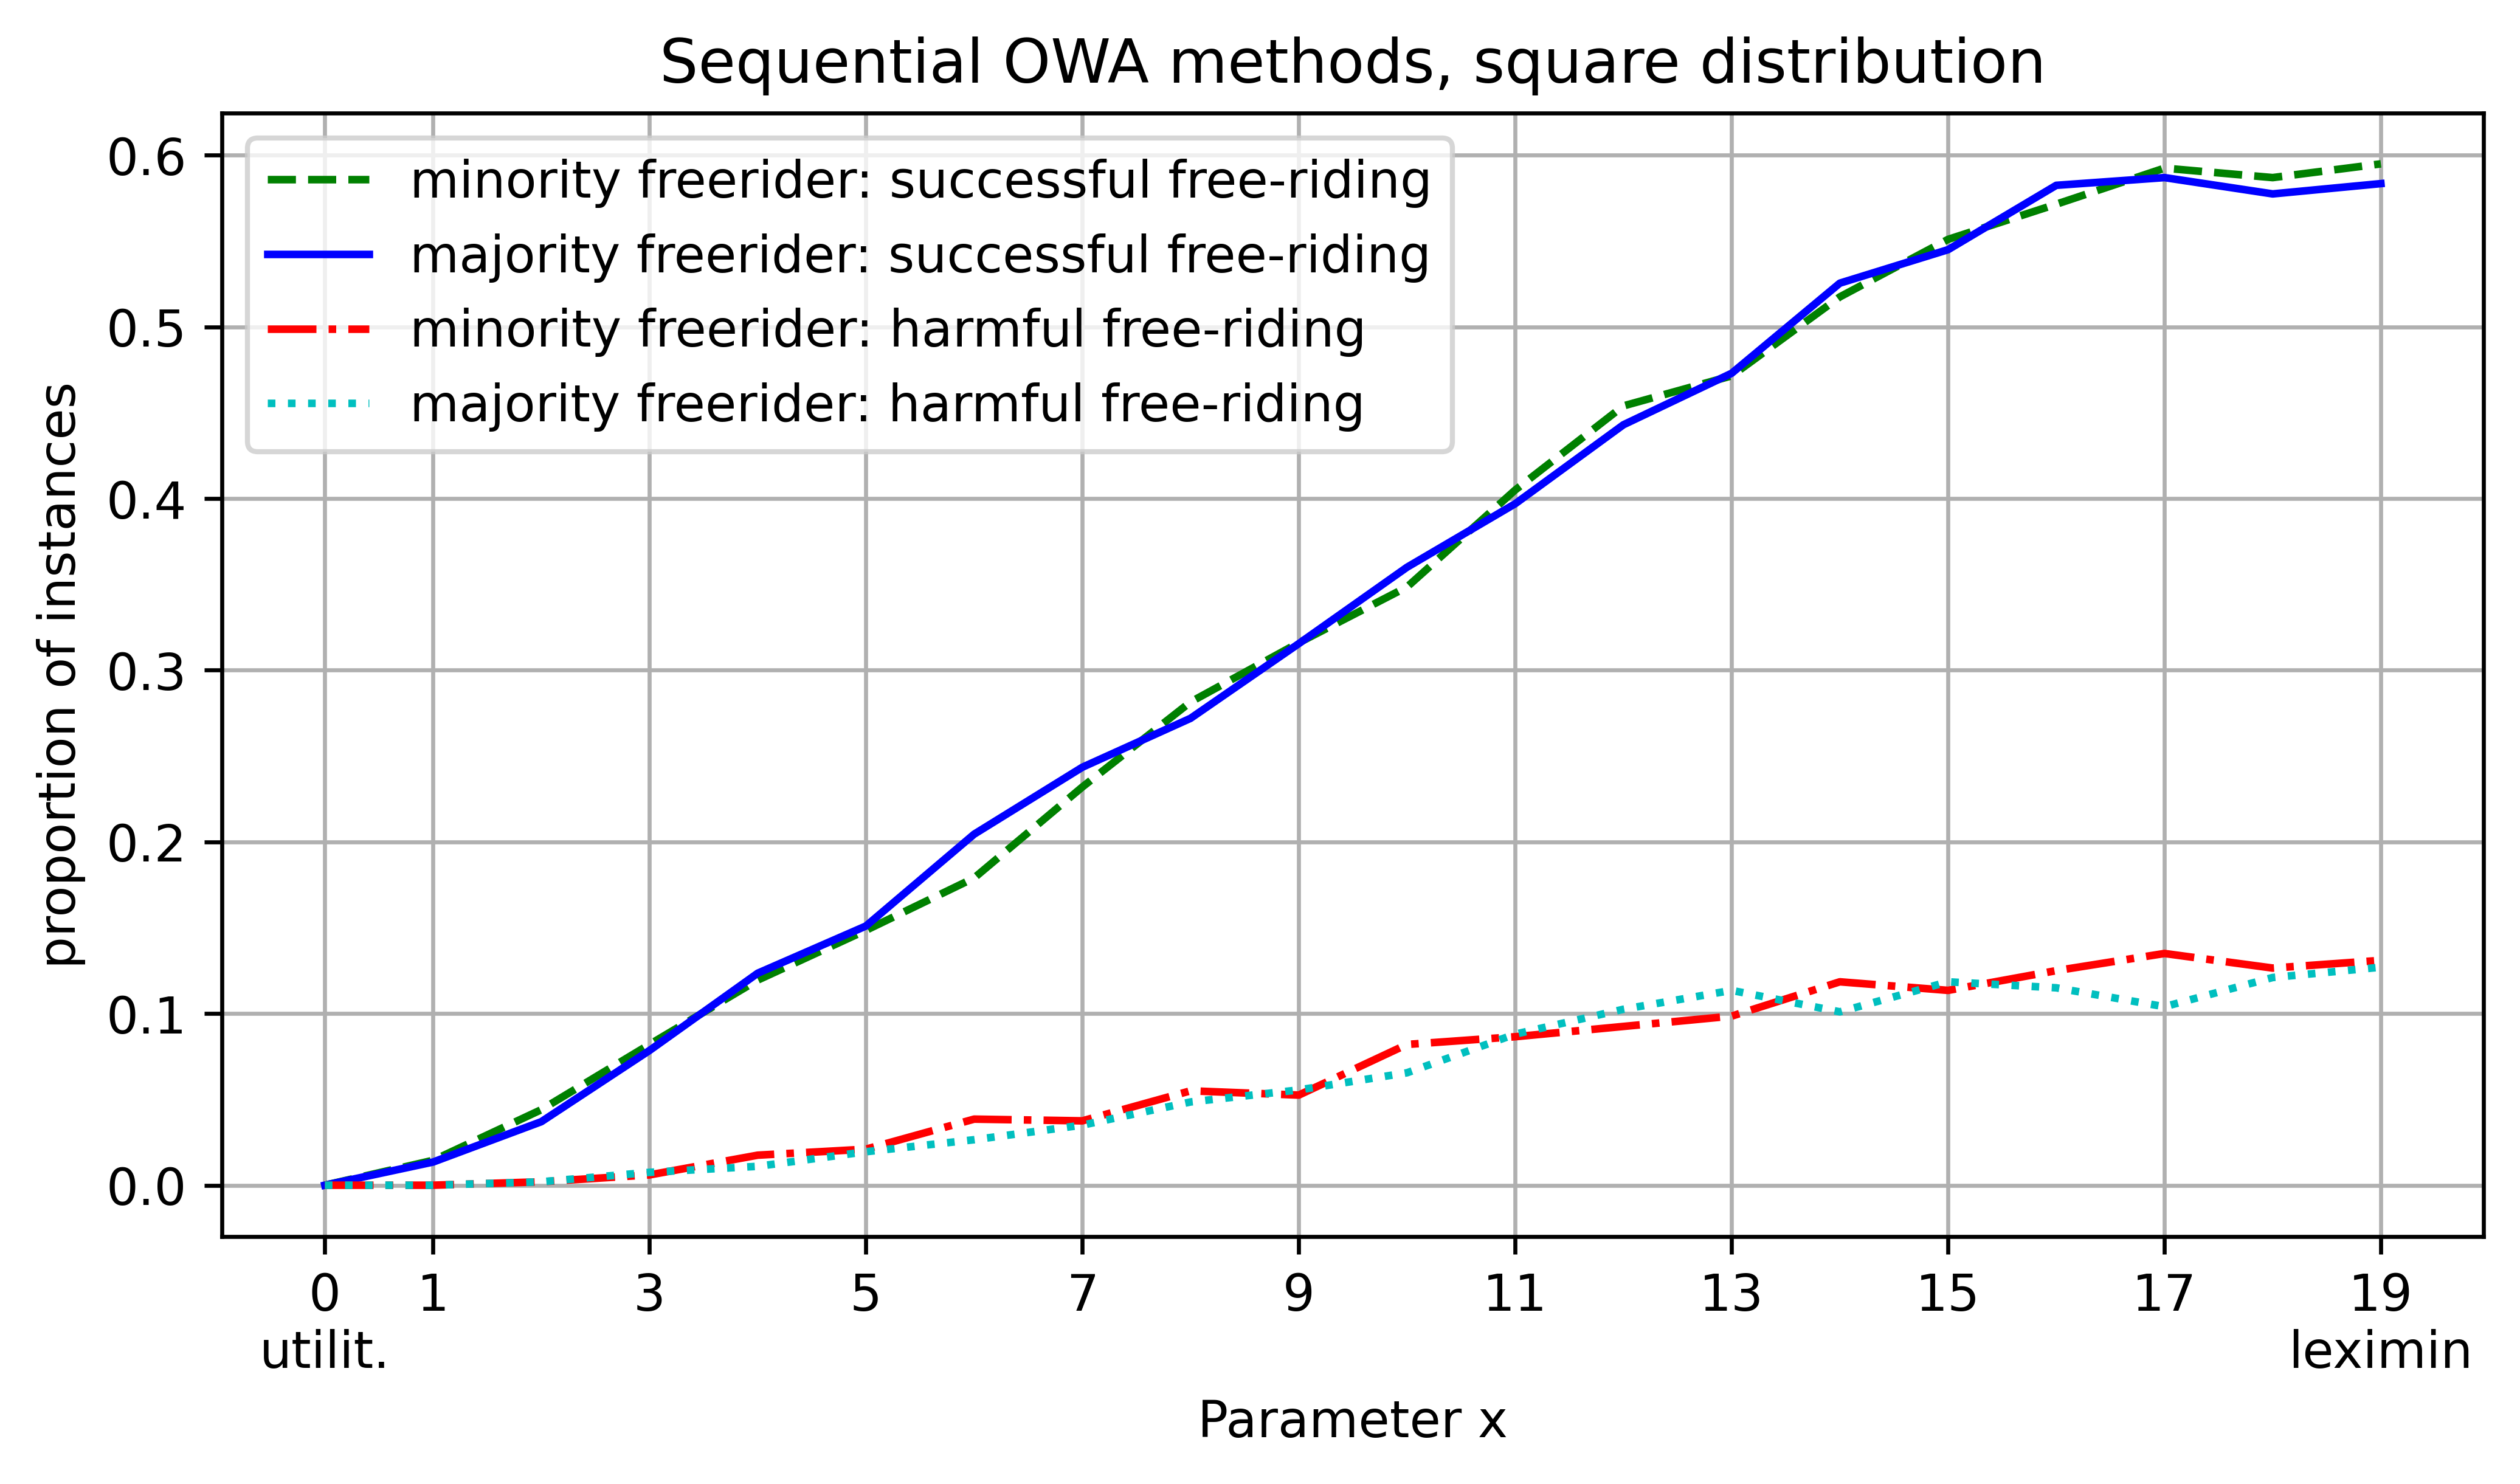 Sequential OWA methods, square distribution
minority freerider: successful free-riding
majority freerider: successful free-riding
minority freerider: harmful free-riding
majority freerider: harmful free-riding
proportion of instances
0.6
0.5
0.4
0.3
0.2
0.1
0.0
0 1 3 5 7 9 11 13 15 17 19
utilit. leximin
Parameter x